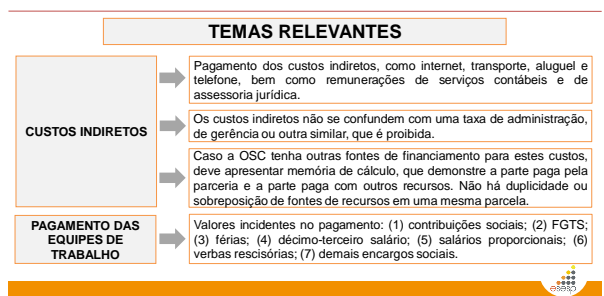 TEMAS RELEVANTES
CUSTOS INDIRETOS
Pagamento dos custos indiretos, como internet, transporte, aluguel e
telefone, bem como remunerações de serviços contábeis e de
assessoria jurídica.
Os custos indiretos não se confundem com uma taxa de administração,
de gerência ou outra similar, que é proibida.
Caso a OSC tenha outras fontes de financiamento para estes custos,
deve apresentar memória de cálculo, que demonstre a parte paga pela
parceria e a parte paga com outros recursos. Não há duplicidade ou
sobreposição de fontes de recursos em uma mesma parcela.
PAGAMENTO DAS
EQUIPES DE
TRABALHO
Valores incidentes no pagamento: (1) contribuições sociais; (2) FGTS;
(3) férias; (4) décimo-terceiro salário; (5) salários proporcionais; (6)
verbas rescisórias; (7) demais encargos sociais.
esesp